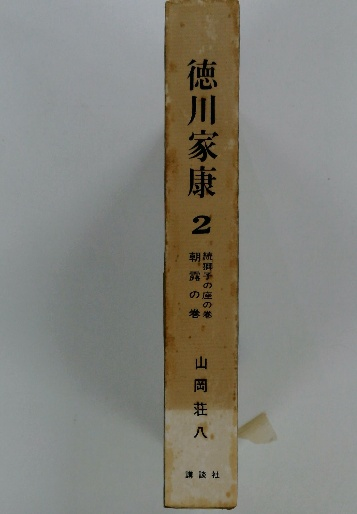 徳川家康
2
獅子の座の巻
朝露の巻
山岡荘八
講談社